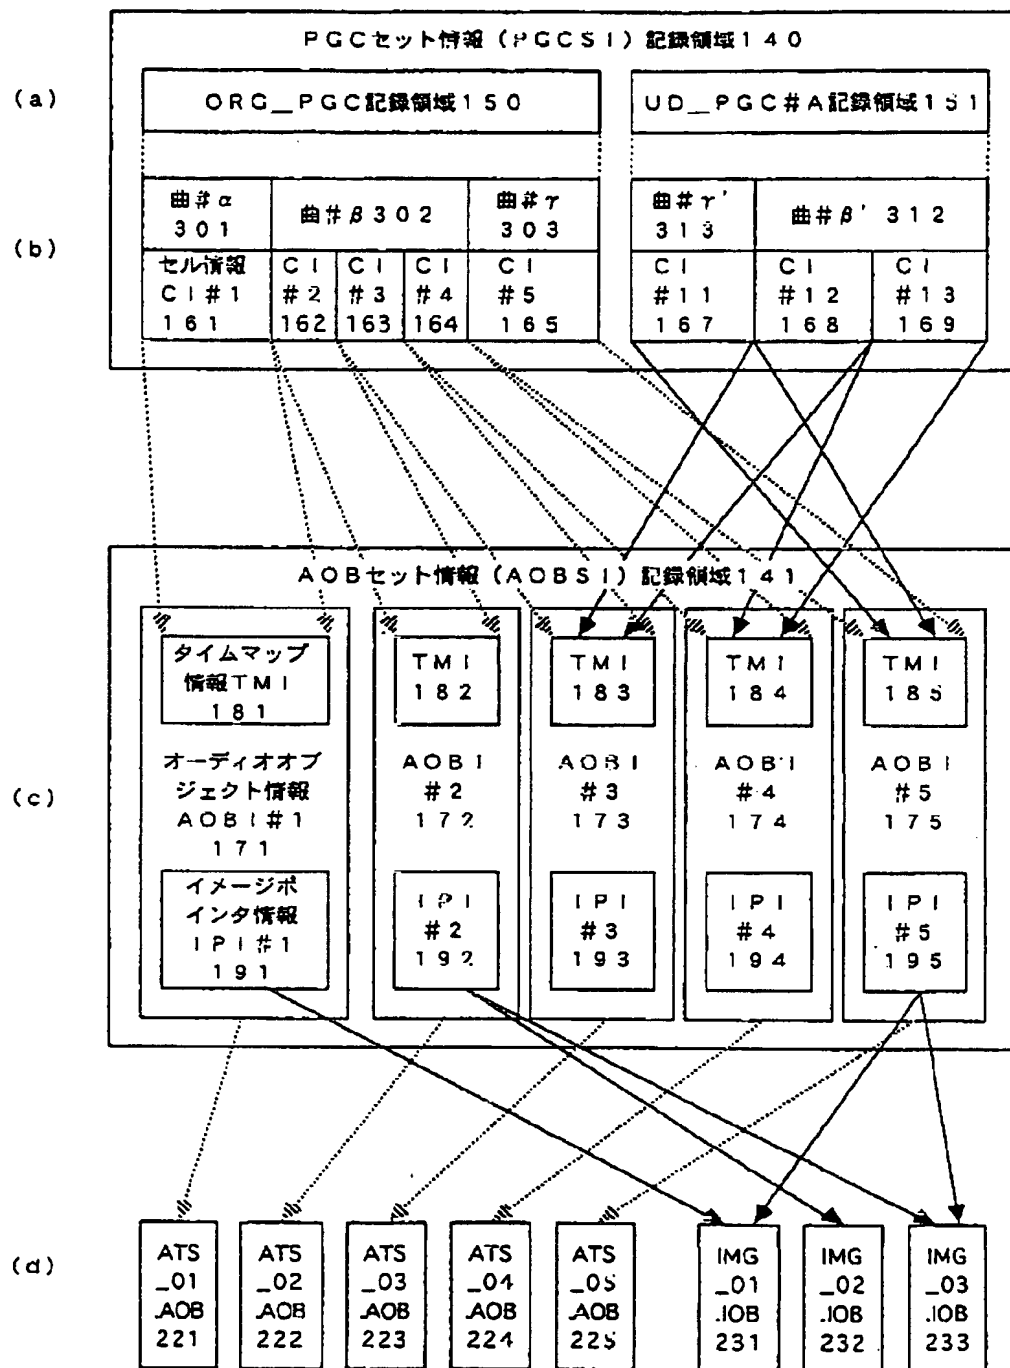 PGCセット情報(PGCSI)記録領域140
(a)
ORG_PGC記録領域150
UD_PGC#A記録領域151
(b)
曲#α
301
曲#β302
曲#γ
303
曲#γ'
313
曲#β'312
セル情報
CI#1
161
CI
#2
162
CI
#3
163
CI
#4
164
CI
#5
165
CI
#11
167
CI
#12
168
CI
#13
169
AOBセット情報(AOBSI)記録領域141
(c)
タイムマップ
情報TMI
181
オーディオオブ
ジェクト情報
AOBI#1
171
イメージポ
インタ情報
IPI#1
191
TMI
182
AOBI
#2
172
IPI
#2
192
TMI
183
AOBI
#3
173
IPI
#3
193
TMI
184
AOBI
#4
174
IPI
#4
194
TMI
185
AOBI
#5
175
IPI
#5
195
(d)
ATS
_01
.AOB
221
ATS
_02
.AOB
222
ATS
_03
.AOB
223
ATS
_04
.AOB
224
ATS
_05
.AOB
225
IMG
_01
.IOB
231
IMG
_02
.IOB
232
IMG
_03
.IOB
233